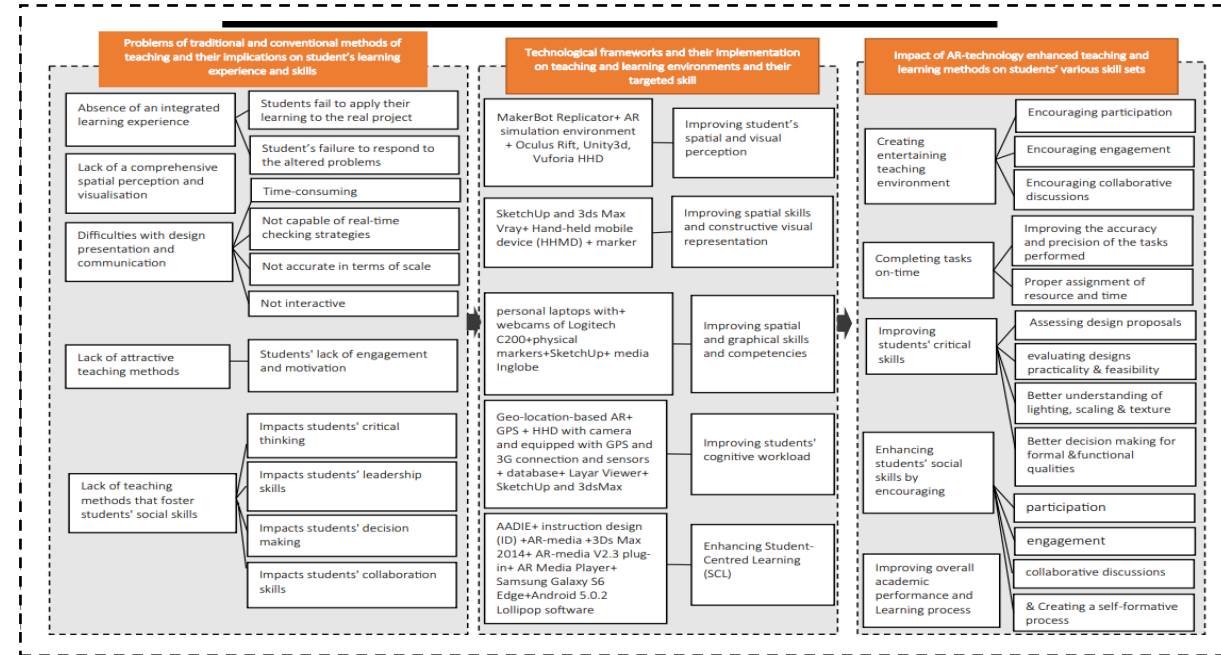 Problems of traditional and conventional methods of
teaching and their implications on student's learning
experience and skills
Absence of an integrated
learning experience
Students fail to apply their
learning to the real project
Student's failure to respond to
the altered problems
Lack of a comprehensive
spatial perception and
visualisation
Difficulties with design
presentation and
communication
Time-consuming
Not capable of real-time
checking strategies
Not accurate in terms of scale
Not interactive
Lack of attractive
teaching methods
Students' lack of engagement
and motivation
Lack of teaching
methods that foster
students' social skills
Impacts students' critical
thinking
Impacts students' leadership
skills
Impacts students' decision
making
Impacts students' collaboration
skills
Technological frameworks and their implementation
on teaching and learning environments and their
targeted skill
MakerBot Replicator+ AR
simulation environment
+ Oculus Rift, Unity3d,
Vuforia HHD
Improving student's
spatial and visual
perception
SketchUp and 3ds Max
Vray+ Hand-held mobile
device (HHMD) + marker
Improving spatial skills
and constructive visual
representation
personal laptops with+
webcams of Logitech
C200+physical
markers+SketchUp+ media
Inglobe
Improving spatial
and graphical skills
and competencies
Geo-location-based AR+
GPS + HHD with camera
and equipped with GPS and
3G connection and sensors
+ database+ Layar Viewer+
SketchUp and 3dsMax
Improving students'
cognitive workload
AADIE+ instruction design
(ID) +AR-media +3Ds Max
2014+ AR-media V2.3 plug-
in+ AR Media Player+
Samsung Galaxy S6
Edge+Android 5.0.2
Lollipop software
Enhancing Student-
Centred Learning
(SCL)
Impact of AR-technology enhanced teaching and
learning methods on students' various skill sets
Creating
entertaining
teaching
environment
Encouraging participation
Encouraging engagement
Encouraging collaborative
discussions
Completing tasks
on-time
Improving the accuracy
and precision of the tasks
performed
Proper assignment of
resource and time
Improving
students' critical
skills
Assessing design proposals
evaluating designs
practicality & feasibility
Better understanding of
lighting, scaling & texture
Better decision making for
formal &functional
qualities
Enhancing
students' social
skills by
encouraging
participation
engagement
collaborative discussions
& Creating a self-formative
process
Improving overall
academic
performance and
Learning process